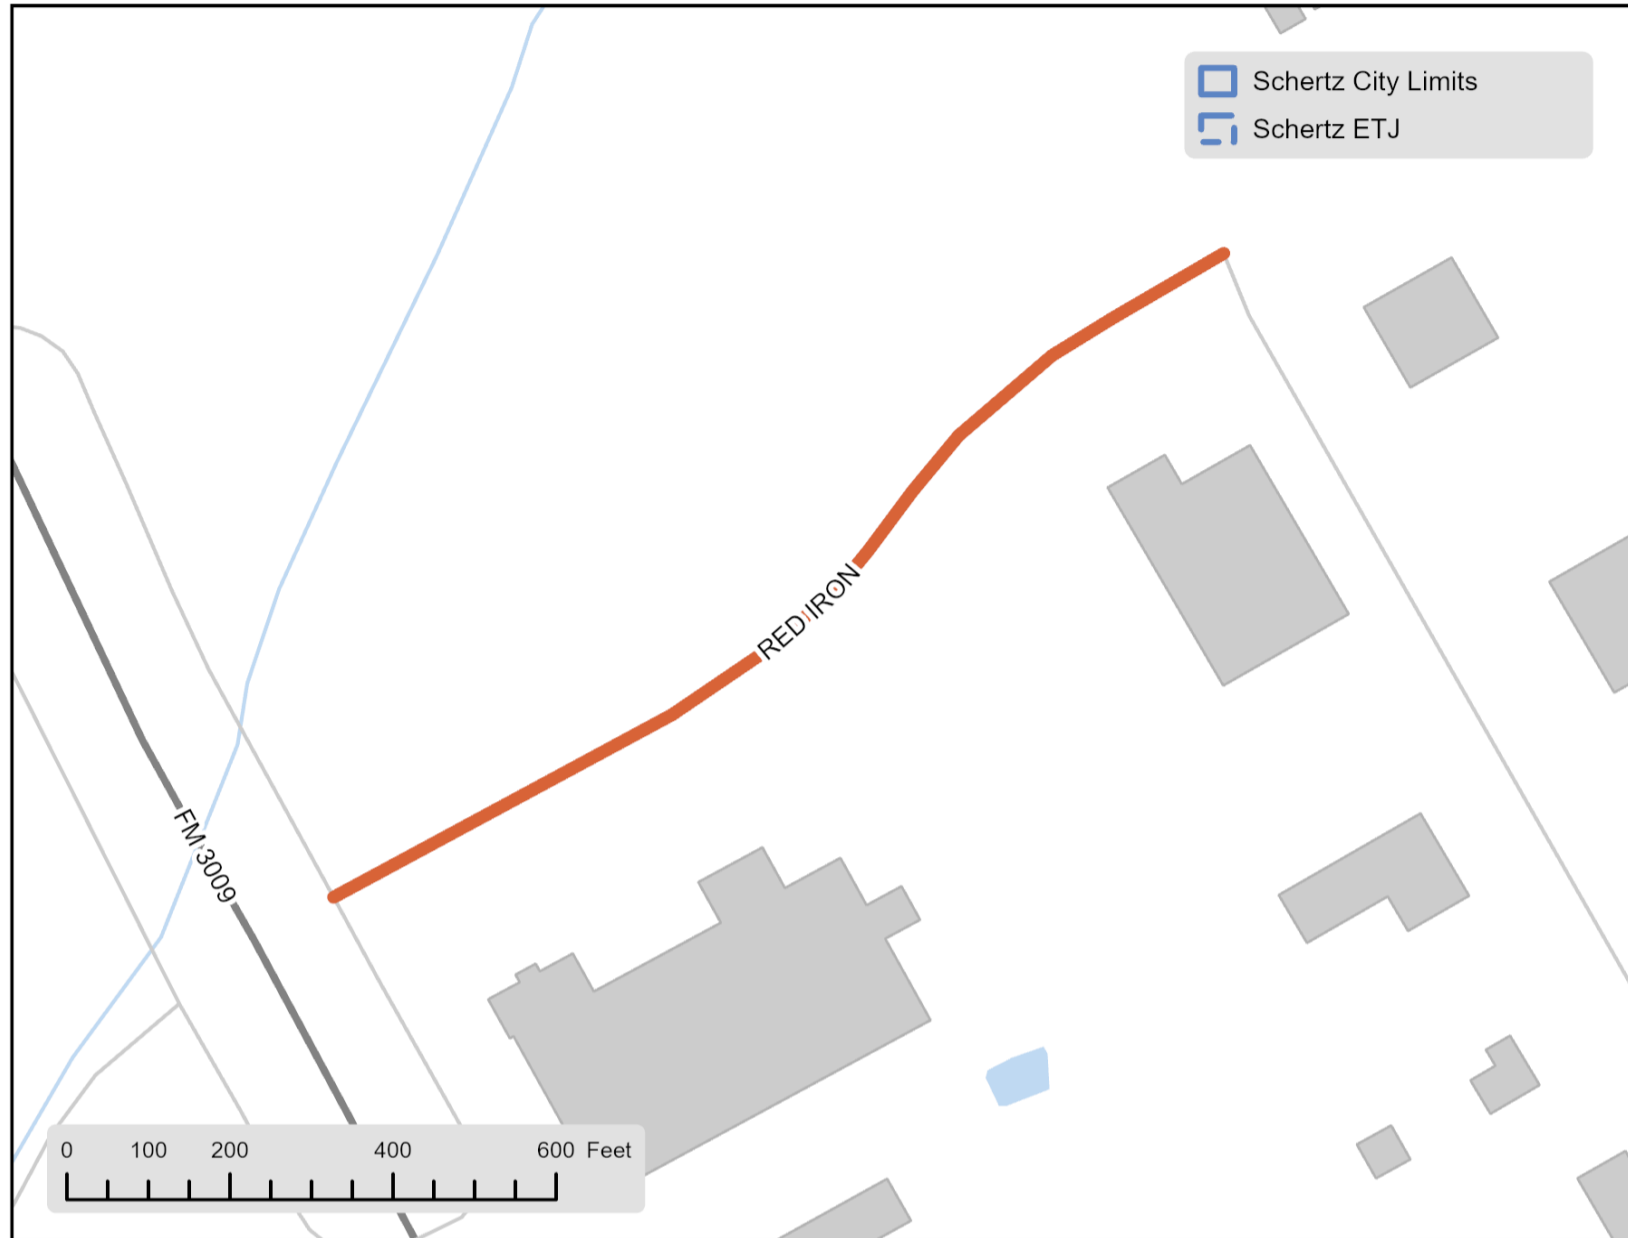 Schertz City Limits
Schertz ETJ
RED IRON
FM 3009
0 100 200 400 600 Feet